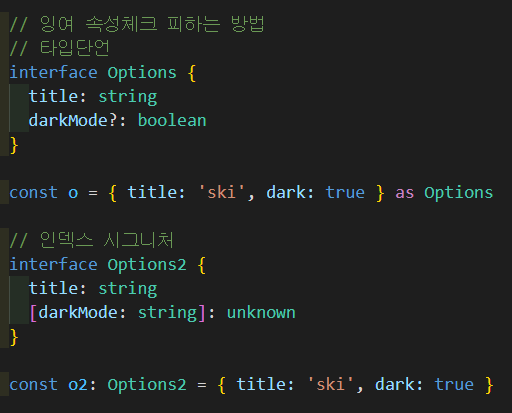 // 잉여 속성체크 피하는 방법
// 타입단언
interface Options {
  title: string
  darkMode?: boolean
}
const o = { title: 'ski', dark: true } as Options
// 인덱스 시그니처
interface Options2 {
  title: string
  [darkMode: string]: unknown
}
const o2: Options2 = { title: 'ski', dark: true }